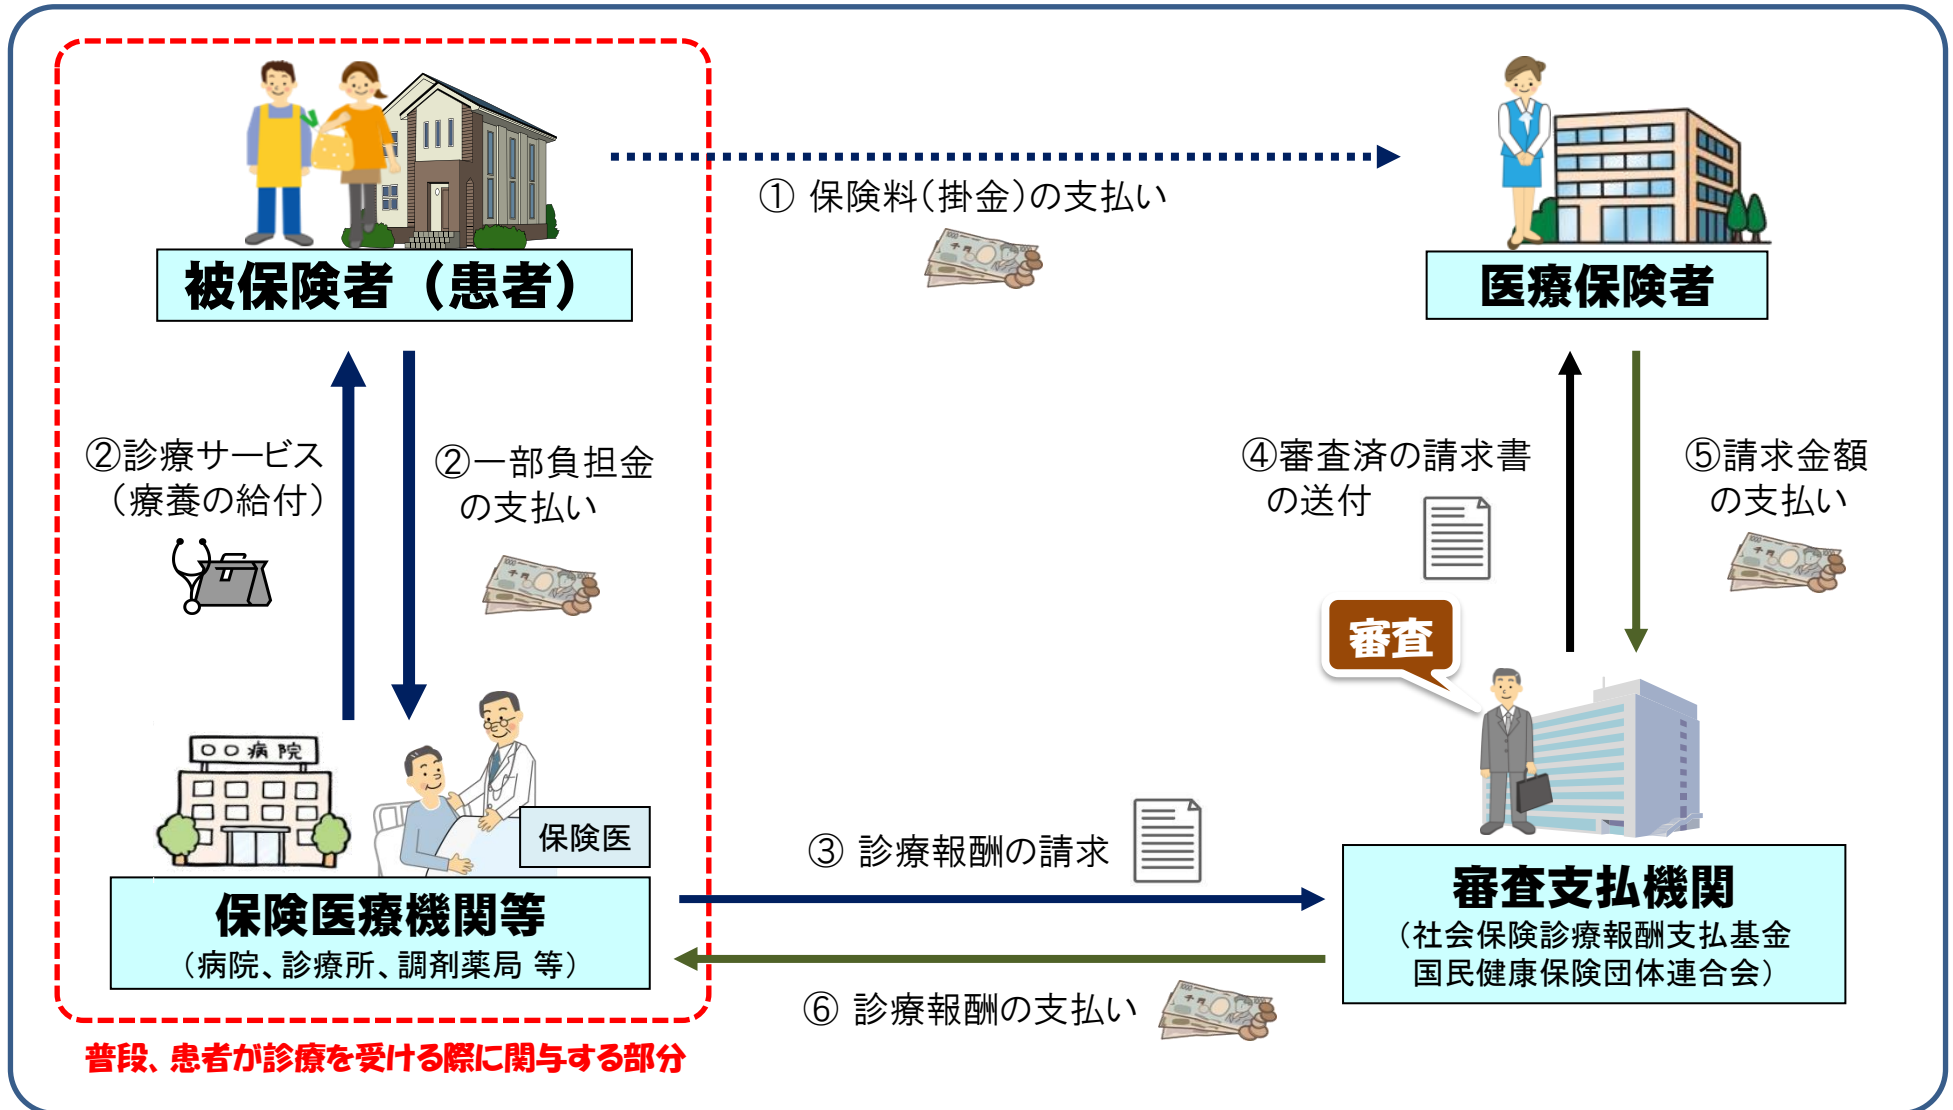 ① 保険料（掛金）の支払い
被保険者（患者）
医療保険者
②診療サービス
（療養の給付）
②一部負担金
の支払い
④審査済の請求書
の送付
⑤請求金額
の支払い
審査
〇〇病院
保険医
③ 診療報酬の請求
保険医療機関等
（病院、診療所、調剤薬局 等）
審査支払機関
（社会保険診療報酬支払基金
国民健康保険団体連合会）
⑥ 診療報酬の支払い
普段、患者が診療を受ける際に関与する部分